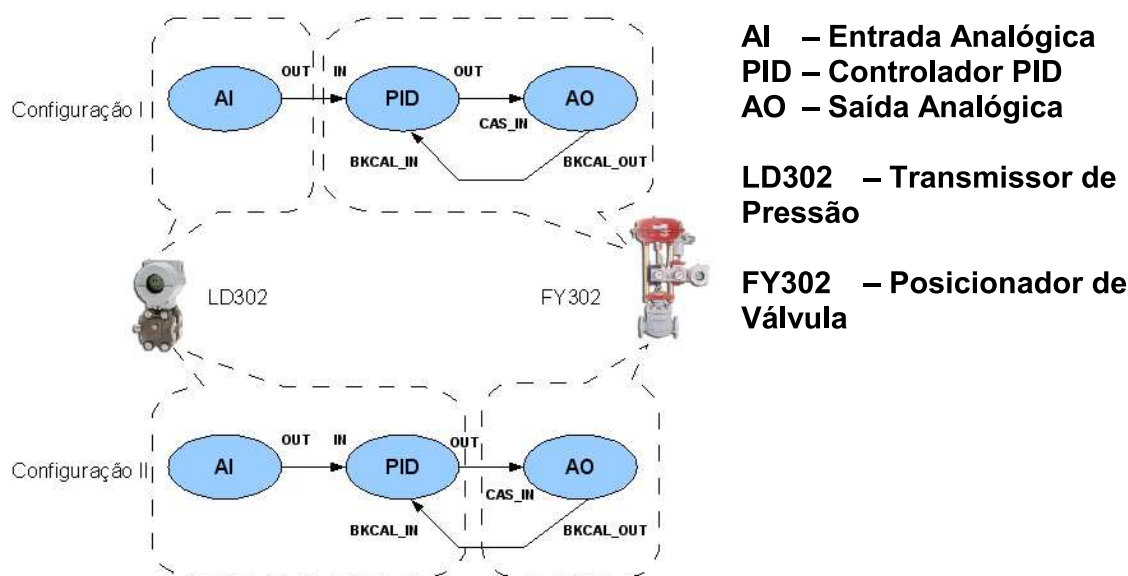 OUT IN OUT
AI PID AO
Configuração I
CAS_IN
BKCAL_IN BKCAL_OUT
LD302 FY302
OUT IN OUT
AI PID AO
Configuração II
CAS_IN
BKCAL_IN BKCAL_OUT
AI – Entrada Analógica
PID – Controlador PID
AO – Saída Analógica
LD302 – Transmissor de
Pressão
FY302 – Posicionador de
Válvula